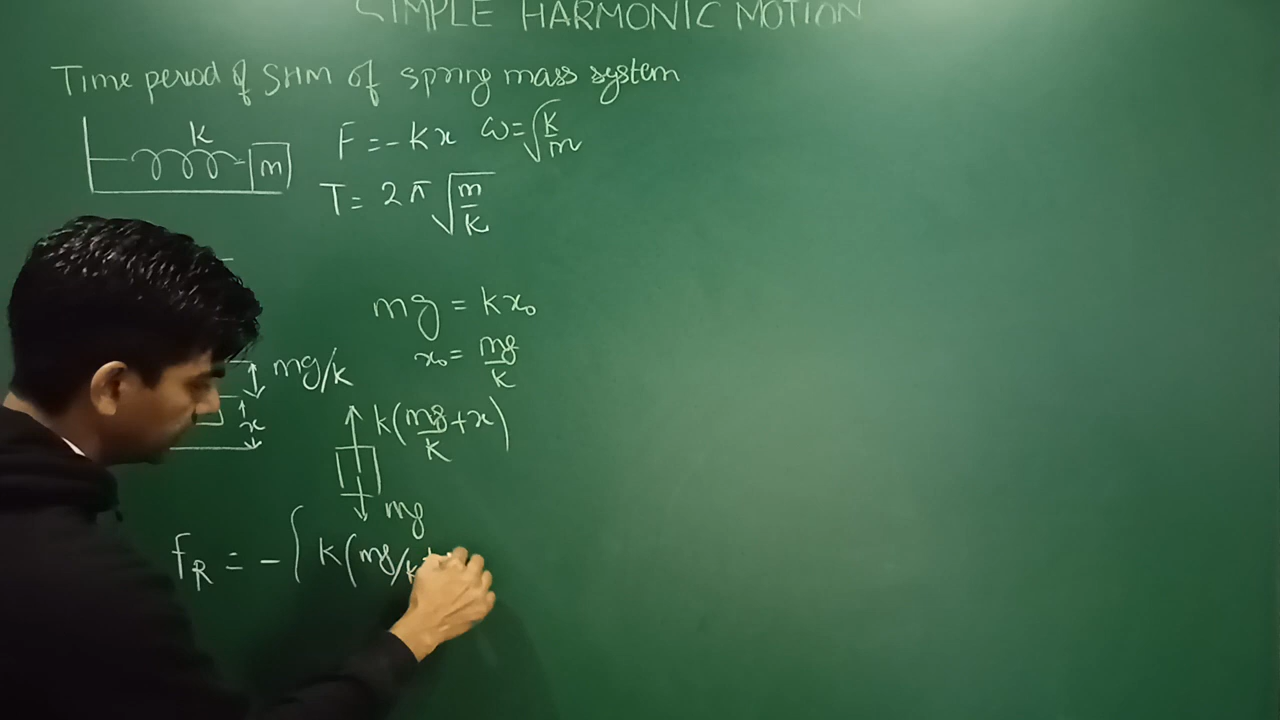 SIMPLE HARMONIC MOTION
Time period of SHM of spring mass system
K
m
F = - Kx ω = √K/m
T = 2π √m/K
mg = kx₀
x₀ = mg/K
mg/k
x
k(mg/K + x)
mg
fR = - [ K(mg/k +